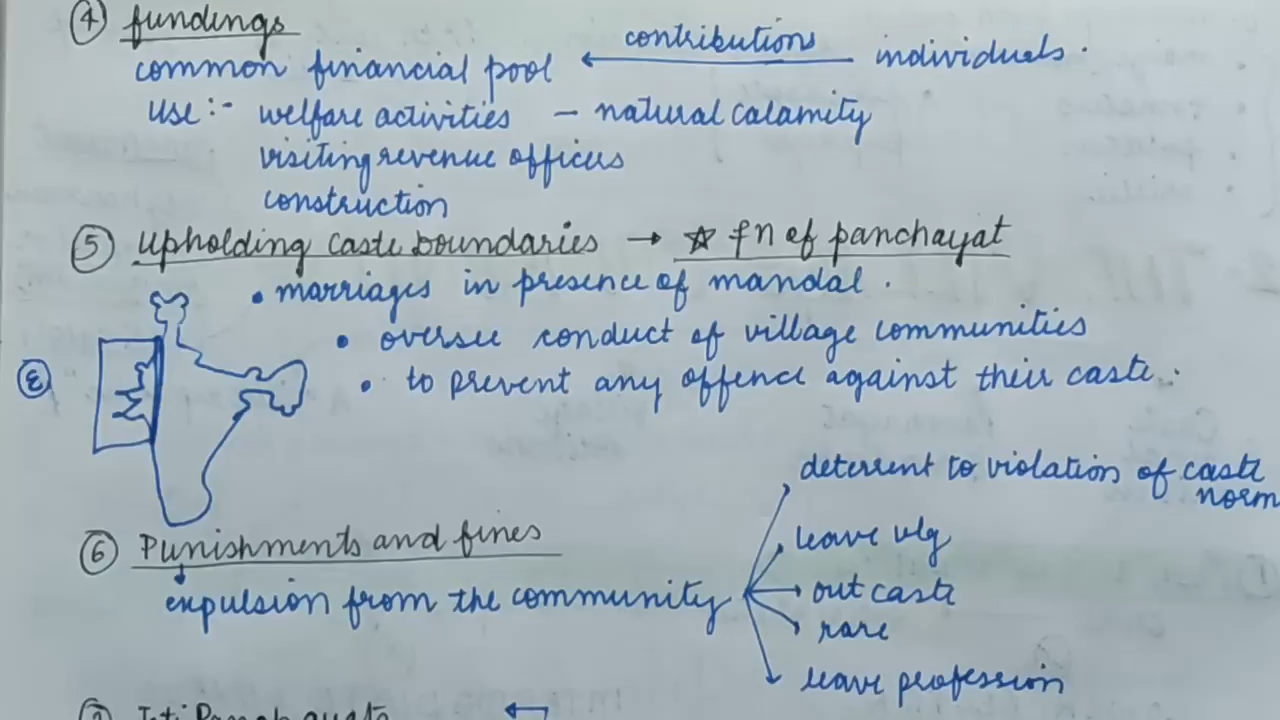 ④ fundings
common financial pool ← contributions individuals.
use :- welfare activities – natural calamity
visiting revenue officers
construction
⑤ Upholding caste boundaries → ☆ fn of panchayat
• marriages in presence of mandal.
• oversee conduct of village communities
• to prevent any offence against their caste.
⑥ Punishments and fines
expulsion from the community
deterrent to violation of caste norm
leave vlg
out caste
rare
leave profession
Jati Panchayats